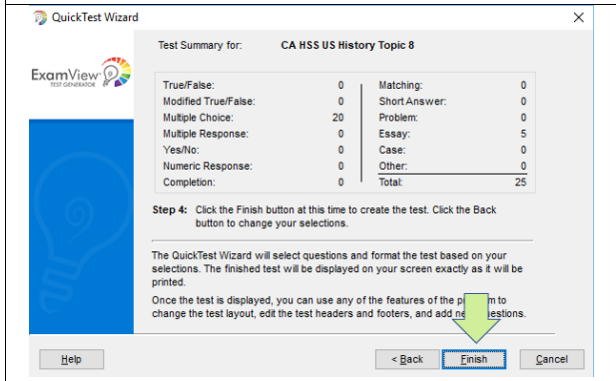 QuickTest Wizard
Test Summary for: CA HSS US History Topic 8
ExamView
TEST GENERATOR
True/False: 0 Matching: 0
Modified True/False: 0 Short Answer: 0
Multiple Choice: 20 Problem: 0
Multiple Response: 0 Essay: 5
Yes/No: 0 Case: 0
Numeric Response: 0 Other: 0
Completion: 0 Total: 25
Step 4: Click the Finish button at this time to create the test. Click the Back
button to change your selections.
The QuickTest Wizard will select questions and format the test based on your
selections. The finished test will be displayed on your screen exactly as it will be
printed.
Once the test is displayed, you can use any of the features of the to
change the test layout, edit the test headers and footers, and add
Help < Back Finish Cancel